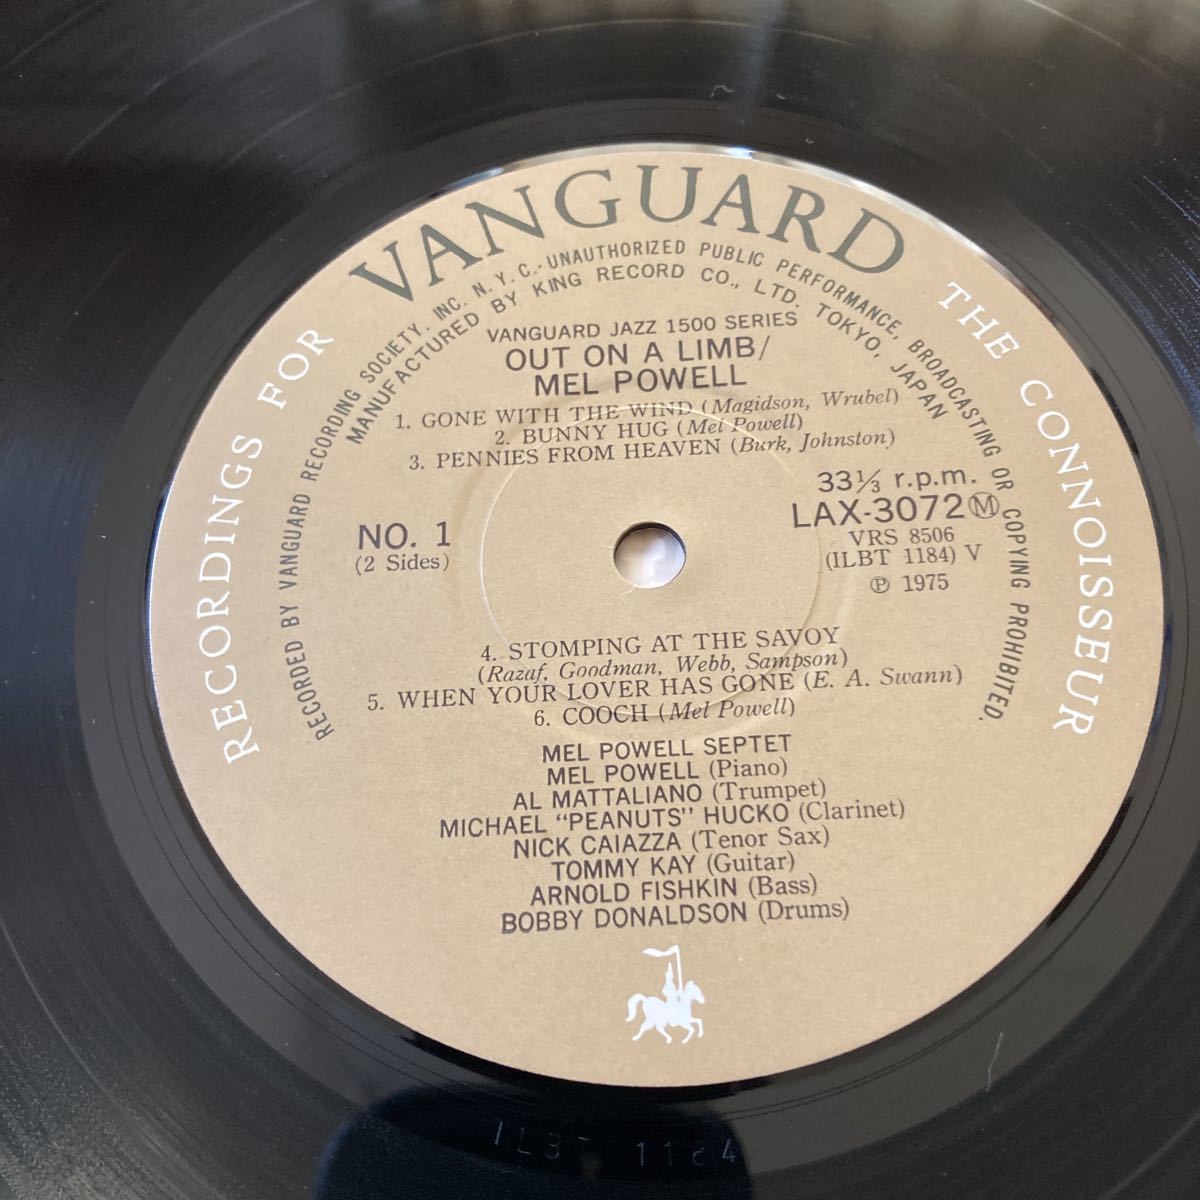 VANGUARD
RECORDINGS FOR THE CONNOISSEUR
RECORDED BY VANGUARD RECORDING SOCIETY, INC. N.Y.C.·UNAUTHORIZED PUBLIC PERFORMANCE, BROADCASTING OR COPYING PROHIBITED.
MANUFACTURED BY KING RECORD CO., LTD. TOKYO, JAPAN
VANGUARD JAZZ 1500 SERIES
OUT ON A LIMB/
MEL POWELL
1. GONE WITH THE WIND (Magidson, Wrubel)
2. BUNNY HUG (Mel Powell)
3. PENNIES FROM HEAVEN (Burk, Johnston)
NO. 1
(2 Sides)
33⅓ r.p.m.
LAX-3072Ⓜ
VRS 8506
(ILBT 1184) V
℗ 1975
4. STOMPING AT THE SAVOY
(Razaf, Goodman, Webb, Sampson)
5. WHEN YOUR LOVER HAS GONE (E. A. Swann)
6. COOCH (Mel Powell)
MEL POWELL SEPTET
MEL POWELL (Piano)
AL MATTALIANO (Trumpet)
MICHAEL "PEANUTS" HUCKO (Clarinet)
NICK CAIAZZA (Tenor Sax)
TOMMY KAY (Guitar)
ARNOLD FISHKIN (Bass)
BOBBY DONALDSON (Drums)
ILBT 1184